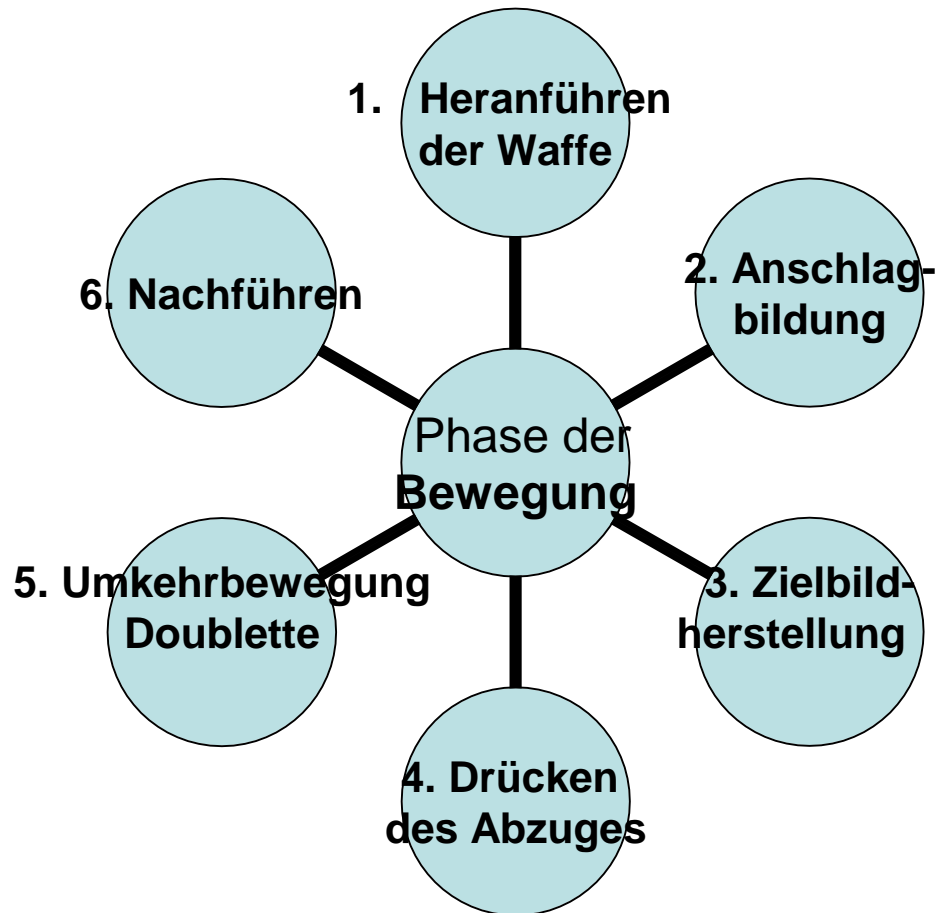 Phase der
Bewegung
1. Heranführen
der Waffe
2. Anschlag-
bildung
3. Zielbild-
herstellung
4. Drücken
des Abzuges
5. Umkehrbewegung
Doublette
6. Nachführen